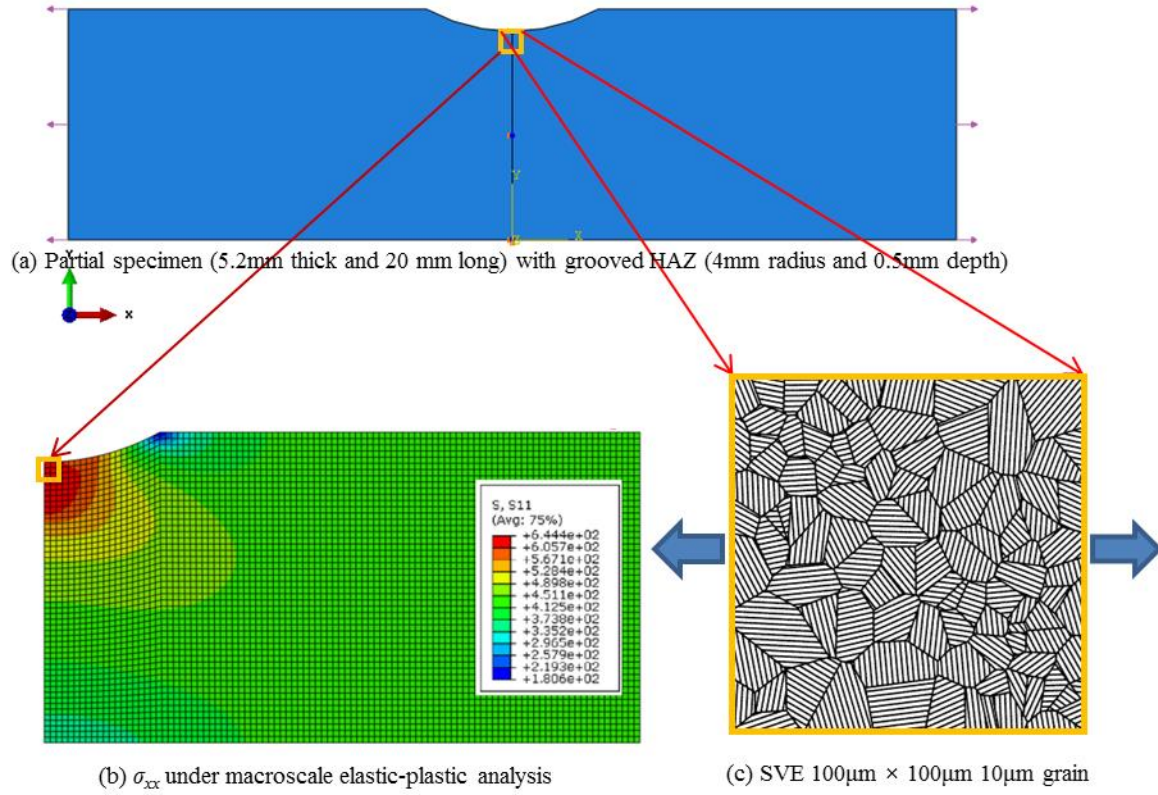 Y
X
(a) Partial specimen (5.2mm thick and 20 mm long) with grooved HAZ (4mm radius and 0.5mm depth)
Y
X
S, S11
(Avg: 75%)
+6.444e+02
+6.057e+02
+5.671e+02
+5.284e+02
+4.898e+02
+4.511e+02
+4.125e+02
+3.738e+02
+3.352e+02
+2.965e+02
+2.579e+02
+2.193e+02
+1.806e+02
(b) σxx under macroscale elastic-plastic analysis
(c) SVE 100μm × 100μm 10μm grain